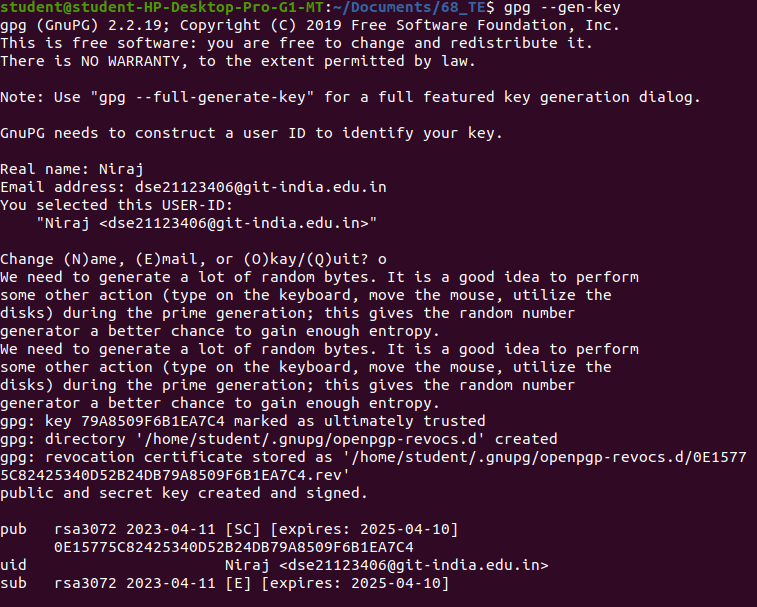 student@student-HP-Desktop-Pro-G1-MT:~/Documents/68_TE$ gpg --gen-key
gpg (GnuPG) 2.2.19; Copyright (C) 2019 Free Software Foundation, Inc.
This is free software: you are free to change and redistribute it.
There is NO WARRANTY, to the extent permitted by law.

Note: Use "gpg --full-generate-key" for a full featured key generation dialog.

GnuPG needs to construct a user ID to identify your key.

Real name: Niraj
Email address: dse21123406@git-india.edu.in
You selected this USER-ID:
    "Niraj <dse21123406@git-india.edu.in>"

Change (N)ame, (E)mail, or (O)kay/(Q)uit? o
We need to generate a lot of random bytes. It is a good idea to perform
some other action (type on the keyboard, move the mouse, utilize the
disks) during the prime generation; this gives the random number
generator a better chance to gain enough entropy.
We need to generate a lot of random bytes. It is a good idea to perform
some other action (type on the keyboard, move the mouse, utilize the
disks) during the prime generation; this gives the random number
generator a better chance to gain enough entropy.
gpg: key 79A8509F6B1EA7C4 marked as ultimately trusted
gpg: directory '/home/student/.gnupg/openpgp-revocs.d' created
gpg: revocation certificate stored as '/home/student/.gnupg/openpgp-revocs.d/0E1577
5C82425340D52B24DB79A8509F6B1EA7C4.rev'
public and secret key created and signed.

pub   rsa3072 2023-04-11 [SC] [expires: 2025-04-10]
      0E15775C82425340D52B24DB79A8509F6B1EA7C4
uid                      Niraj <dse21123406@git-india.edu.in>
sub   rsa3072 2023-04-11 [E] [expires: 2025-04-10]